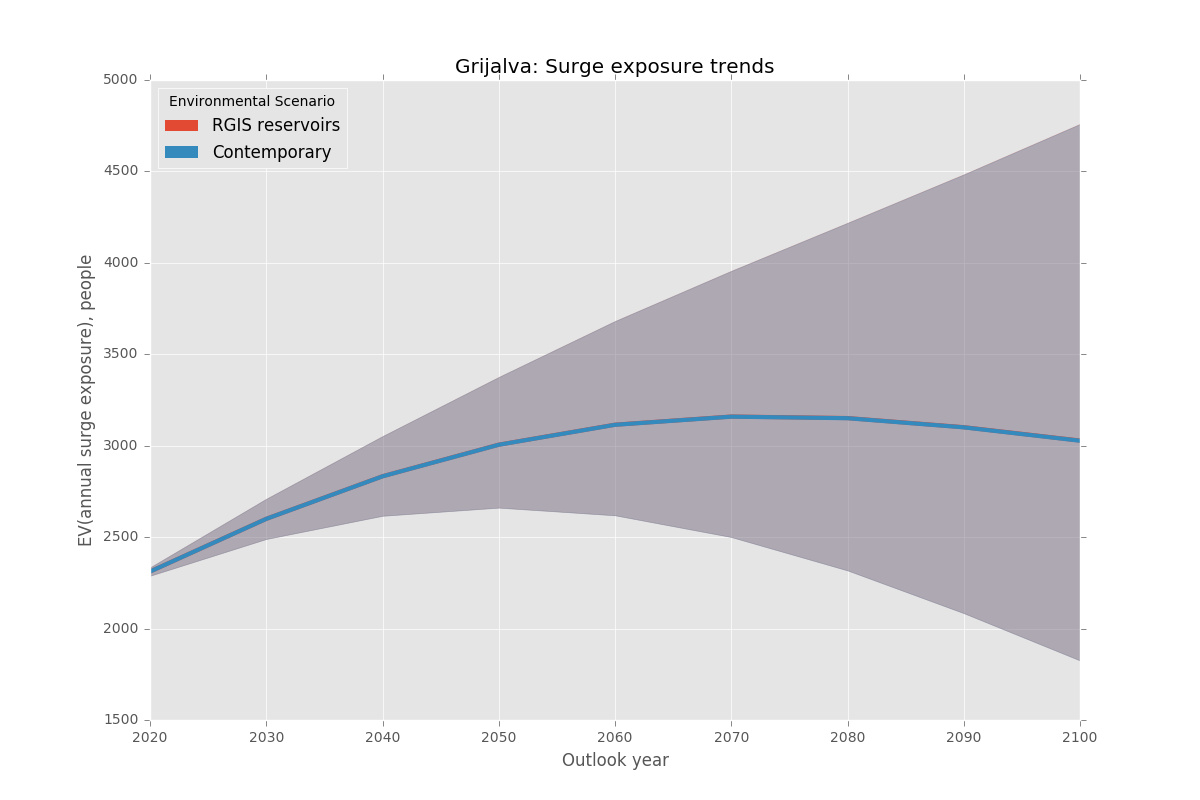 Grijalva: Surge exposure trends
Environmental Scenario
RGIS reservoirs
Contemporary
EV(annual surge exposure), people
5000
4500
4000
3500
3000
2500
2000
1500
2020 2030 2040 2050 2060 2070 2080 2090 2100
Outlook year